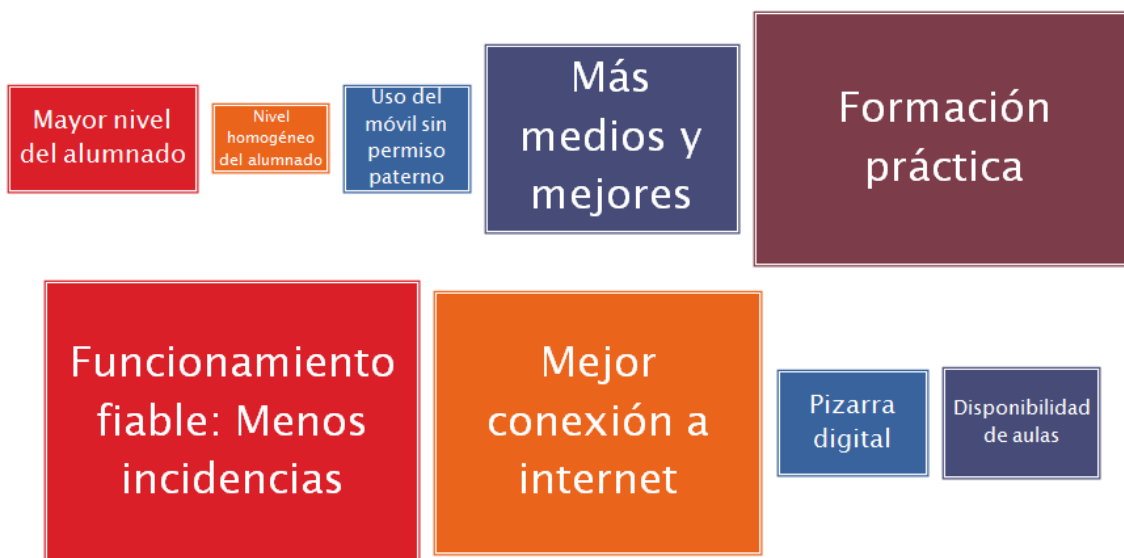 Mayor nivel
del alumnado
Nivel
homogéneo
del alumnado
Uso del
móvil sin
permiso
paterno
Más
medios y
mejores
Formación
práctica
Funcionamiento
fiable: Menos
incidencias
Mejor
conexión a
internet
Pizarra
digital
Disponibilidad
de aulas